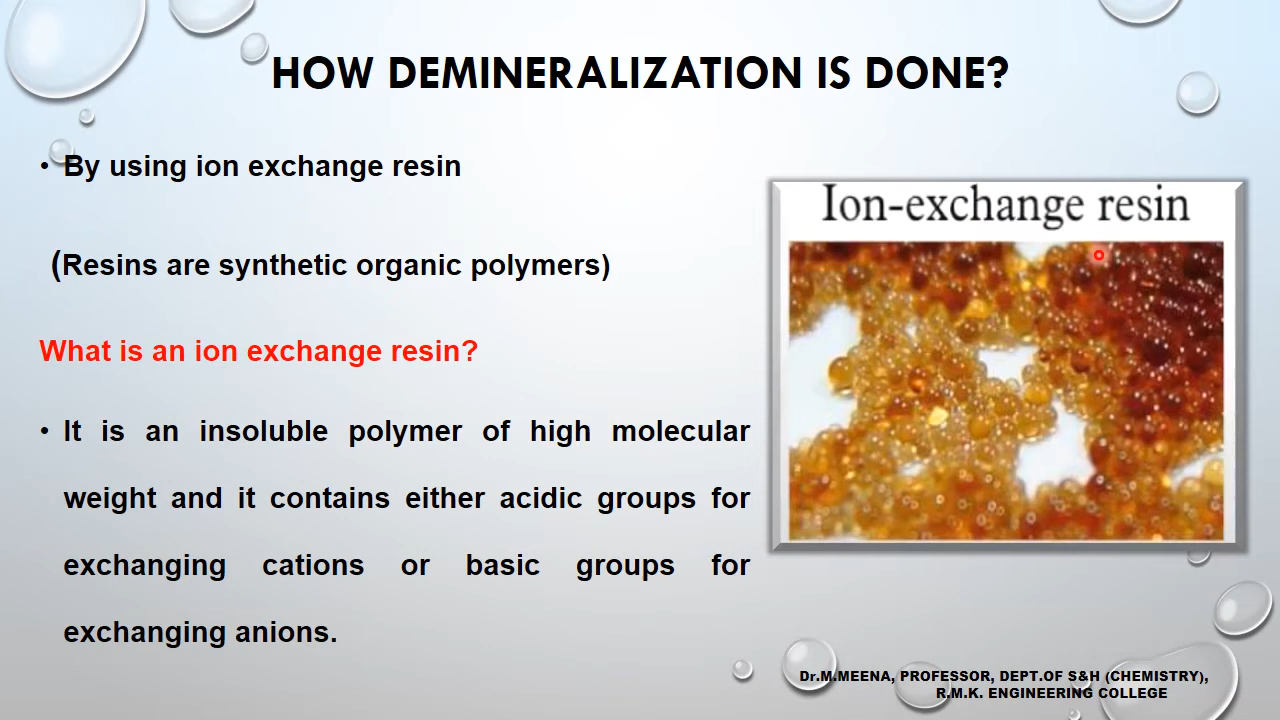 HOW DEMINERALIZATION IS DONE?
• By using ion exchange resin
(Resins are synthetic organic polymers)
What is an ion exchange resin?
• It is an insoluble polymer of high molecular
weight and it contains either acidic groups for
exchanging cations or basic groups for
exchanging anions.
Ion-exchange resin
Dr.M.MEENA, PROFESSOR, DEPT.OF S&H (CHEMISTRY),
R.M.K. ENGINEERING COLLEGE